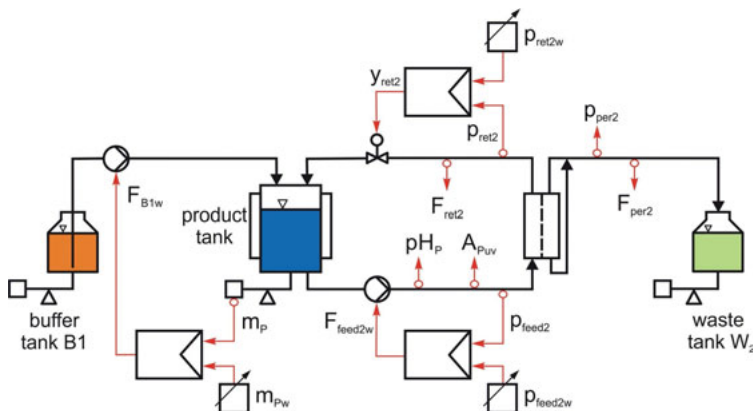 p_ret2w
y_ret2
p_ret2
p_per2
F_B1w
product
tank
F_ret2
F_per2
pH_P
A_Puv
buffer
tank B1
m_P
F_feed2w
p_feed2
waste
tank W_2
m_Pw
p_feed2w